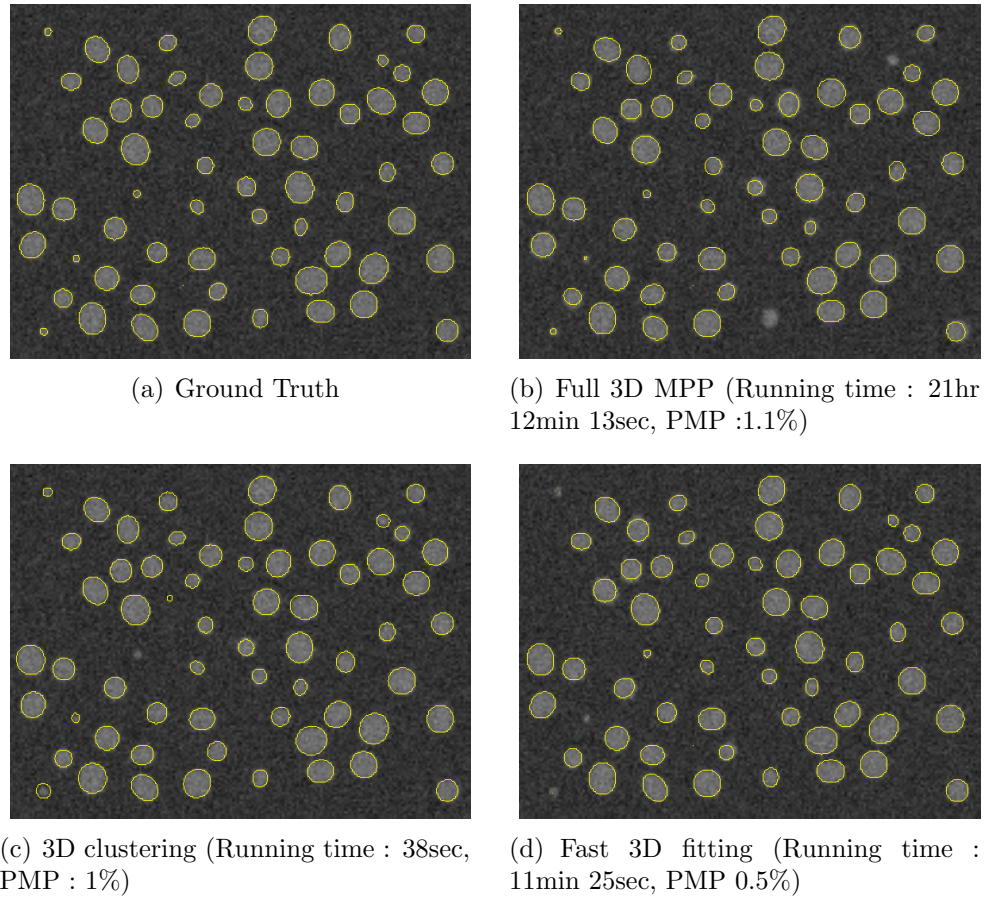 (a) Ground Truth
(b) Full 3D MPP (Running time : 21hr
12min 13sec, PMP :1.1%)
(c) 3D clustering (Running time : 38sec,
PMP : 1%)
(d) Fast 3D fitting (Running time :
11min 25sec, PMP 0.5%)